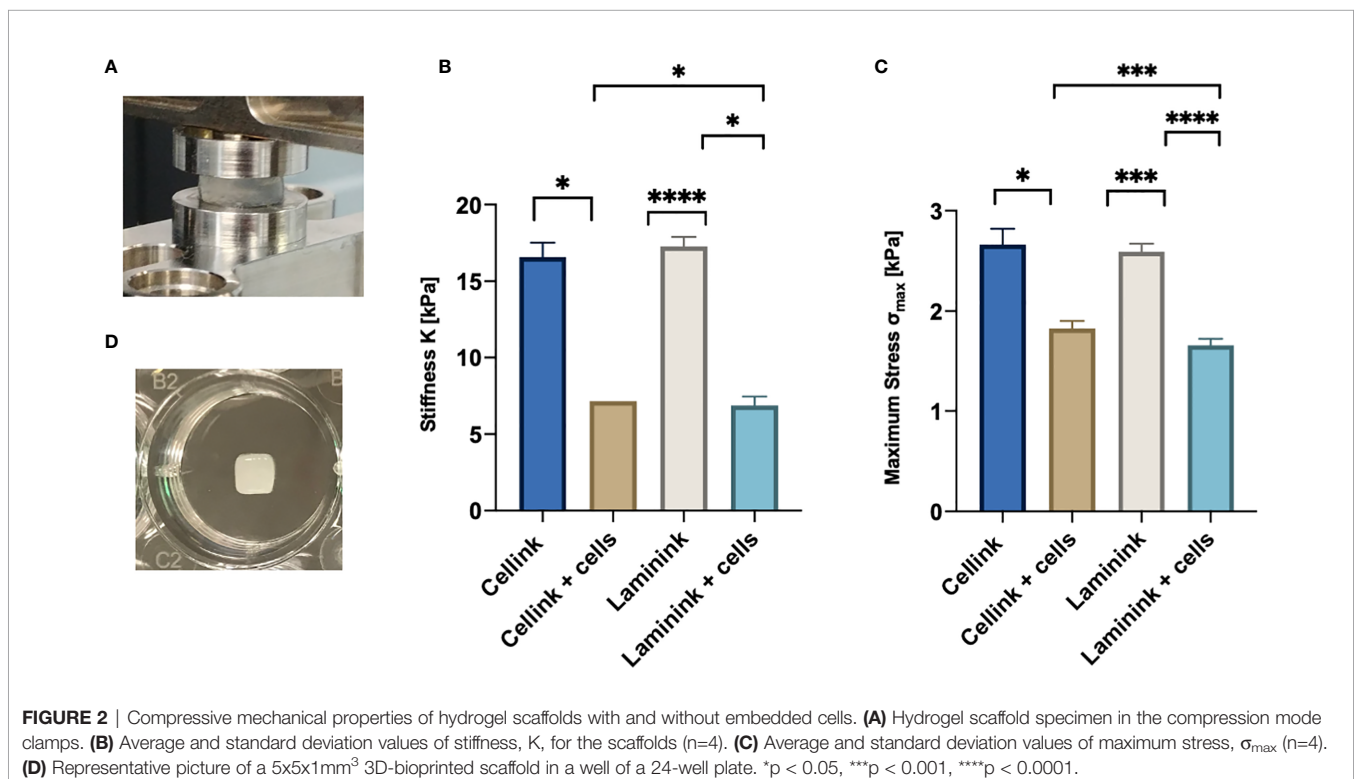 A
B
C
*
***
*
****
*
****
*
***
20
15
10
5
0
Stiffness K [kPa]
Cellink
Cellink + cells
Laminink
Laminink + cells
3
2
1
0
Maximum Stress σmax [kPa]
Cellink
Cellink + cells
Laminink
Laminink + cells
D
B2
C2
FIGURE 2 | Compressive mechanical properties of hydrogel scaffolds with and without embedded cells. (A) Hydrogel scaffold specimen in the compression mode
clamps. (B) Average and standard deviation values of stiffness, K, for the scaffolds (n=4). (C) Average and standard deviation values of maximum stress, σmax (n=4).
(D) Representative picture of a 5x5x1mm³ 3D-bioprinted scaffold in a well of a 24-well plate. *p < 0.05, ***p < 0.001, ****p < 0.0001.